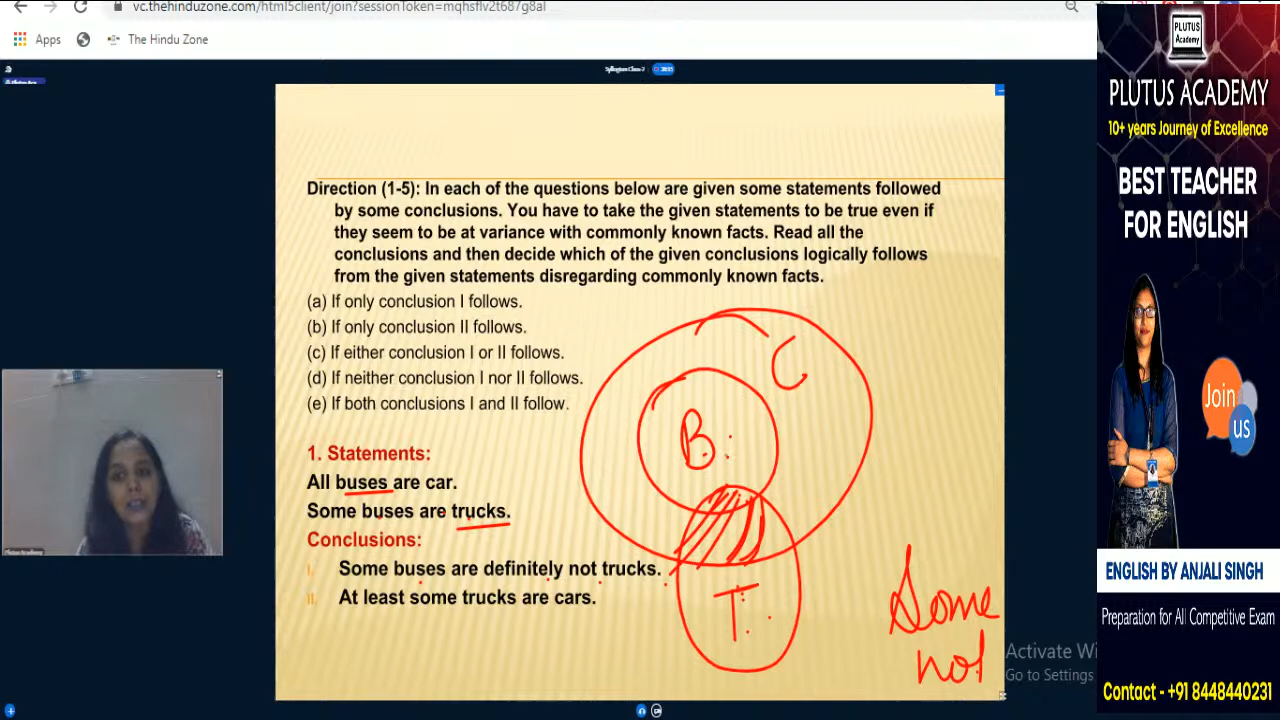 vc.thehinduzone.com/html5client/join?sessionToken=mqhsflv2t687g8al
Apps
The Hindu Zone
Syllogism Class-2
Direction (1-5): In each of the questions below are given some statements followed
by some conclusions. You have to take the given statements to be true even if
they seem to be at variance with commonly known facts. Read all the
conclusions and then decide which of the given conclusions logically follows
from the given statements disregarding commonly known facts.
(a) If only conclusion I follows.
(b) If only conclusion II follows.
(c) If either conclusion I or II follows.
(d) If neither conclusion I nor II follows.
(e) If both conclusions I and II follow.
1. Statements:
All buses are car.
Some buses are trucks.
Conclusions:
I. Some buses are definitely not trucks.
II. At least some trucks are cars.
C
B
T
Some
not
Activate Wi
Go to Settings
PLUTUS
Academy
PLUTUS ACADEMY
10+ years Journey of Excellence
BEST TEACHER
FOR ENGLISH
Join
us
ENGLISH BY ANJALI SINGH
Preparation for All Competitive Exam
Contact - +91 8448440231